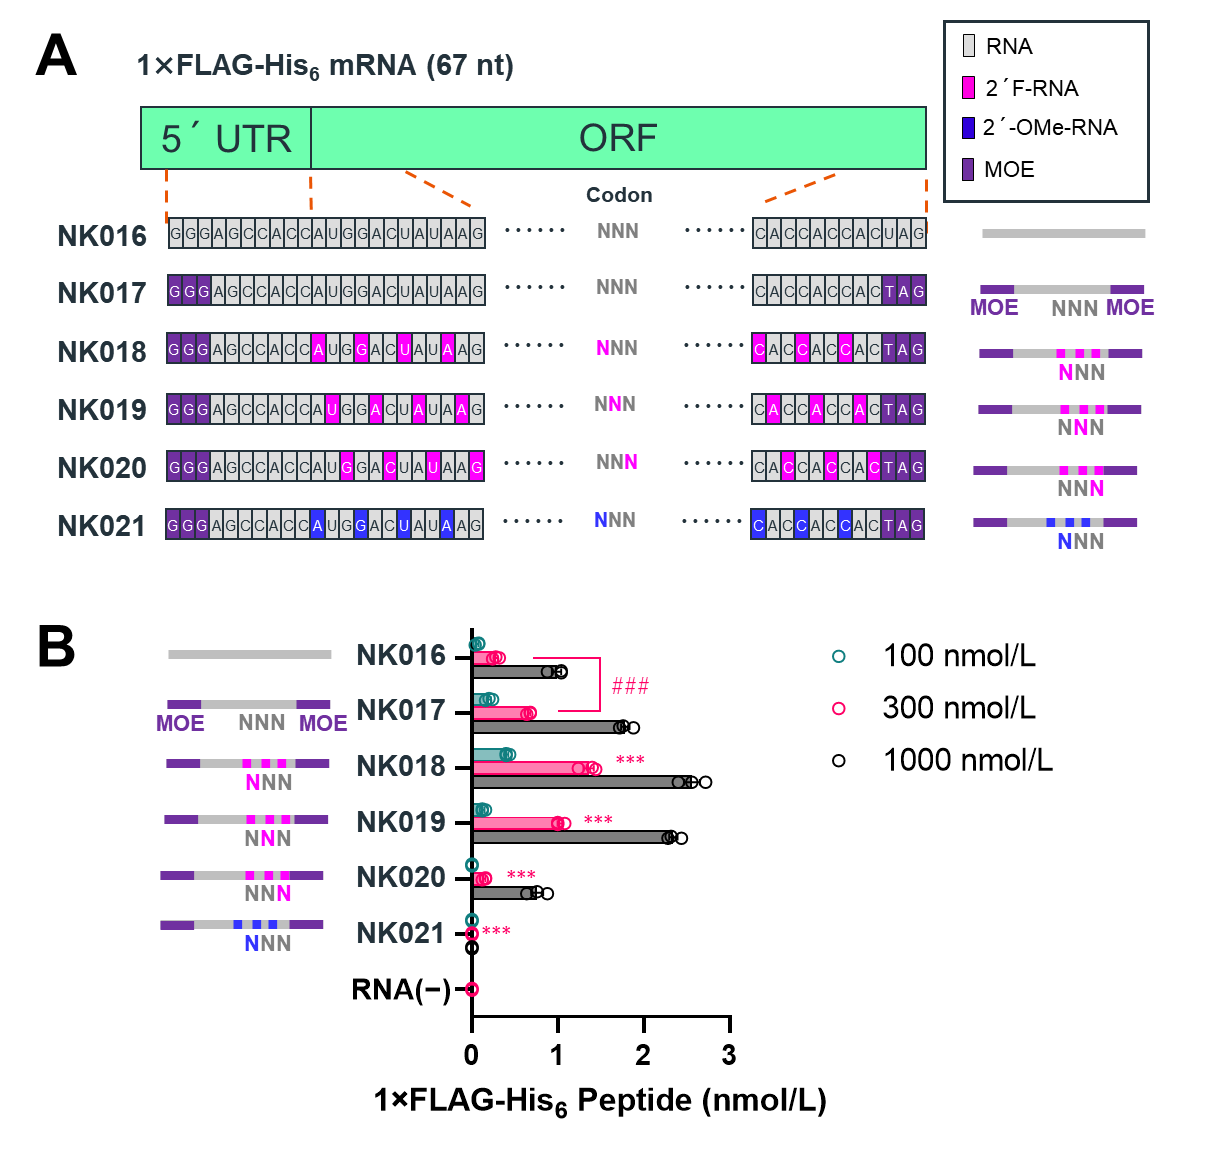 A
1×FLAG-His6 mRNA (67 nt)
RNA
2´F-RNA
2´-OMe-RNA
MOE
5´ UTR
ORF
Codon
NK016 GGGAGCCACCAUGGACUAUAAG ······ NNN ······ CACCACCACUAG
NK017 GGGAGCCACCAUGGACUAUAAG ······ NNN ······ CACCACCACTAG
MOE NNN MOE
NK018 GGGAGCCACCAUGGACUAUAAG ······ NNN ······ CACCACCACTAG
NNN
NK019 GGGAGCCACCAUGGACUAUAAG ······ NNN ······ CACCACCACTAG
NNN
NK020 GGGAGCCACCAUGGACUAUAAG ······ NNN ······ CACCACCACTAG
NNN
NK021 GGGAGCCACCAUGGACUAUAAG ······ NNN ······ CACCACCACTAG
NNN
B
NK016
###
MOE NNN MOE
NK017
NNN
NK018
***
NNN
NK019
***
NNN
NK020
***
NNN
NK021
***
RNA(−)
100 nmol/L
300 nmol/L
1000 nmol/L
0 1 2 3
1×FLAG-His6 Peptide (nmol/L)